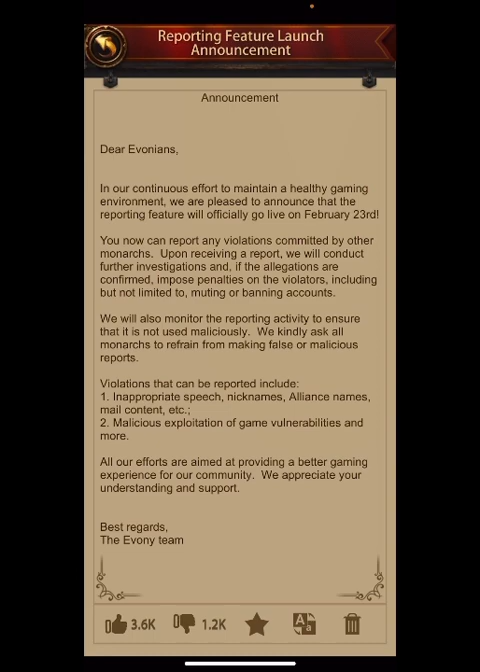 Reporting Feature Launch
Announcement
Announcement
Dear Evonians,
In our continuous effort to maintain a healthy gaming
environment, we are pleased to announce that the
reporting feature will officially go live on February 23rd!
You now can report any violations committed by other
monarchs.  Upon receiving a report, we will conduct
further investigations and, if the allegations are
confirmed, impose penalties on the violators, including
but not limited to, muting or banning accounts.
We will also monitor the reporting activity to ensure
that it is not used maliciously.  We kindly ask all
monarchs to refrain from making false or malicious
reports.
Violations that can be reported include:
1. Inappropriate speech, nicknames, Alliance names,
mail content, etc.;
2. Malicious exploitation of game vulnerabilities and
more.
All our efforts are aimed at providing a better gaming
experience for our community.  We appreciate your
understanding and support.
Best regards,
The Evony team
3.6K 1.2K A a